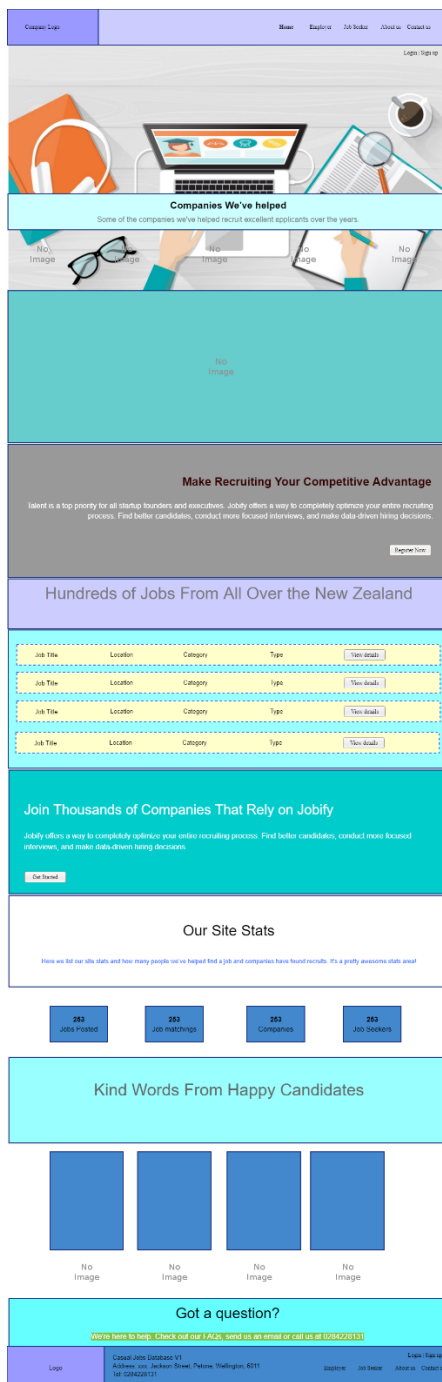 Company Logo
Home Employer Job Seeker About us Contact us
Login | Sign up
Companies We've helped
Some of the companies we've helped recruit excellent applicants over the years.
No Image
No Image
No Image
No Image
No Image
No Image
Make Recruiting Your Competitive Advantage
Talent is a top priority for all startup founders and executives. Jobify offers a way to completely optimize your entire recruiting
process. Find better candidates, conduct more focused interviews, and make data-driven hiring decisions.
Register Now
Hundreds of Jobs From All Over the New Zealand
Job Title Location Category Type View details
Job Title Location Category Type View details
Job Title Location Category Type View details
Job Title Location Category Type View details
Join Thousands of Companies That Rely on Jobify
Jobify offers a way to completely optimize your entire recruiting process. Find better candidates, conduct more focused
interviews, and make data-driven hiring decisions.
Get Started
Our Site Stats
Here we list our site stats and how many people we've helped find a job and companies have found recruits. It's a pretty awesome stats area!
253 253 253 253
Jobs Posted Job matchings Companies Job Seekers
Kind Words From Happy Candidates
No Image
No Image
No Image
No Image
Got a question?
We're here to help. Check out our FAQs, send us an email or call us at 0284228131
Logo
Casual Jobs Database V1
Address: xxx, Jackson Street, Petone, Wellington, 6011
Tel: 0284228131
Login | Sign up
Employer Job Seeker About us Contact us